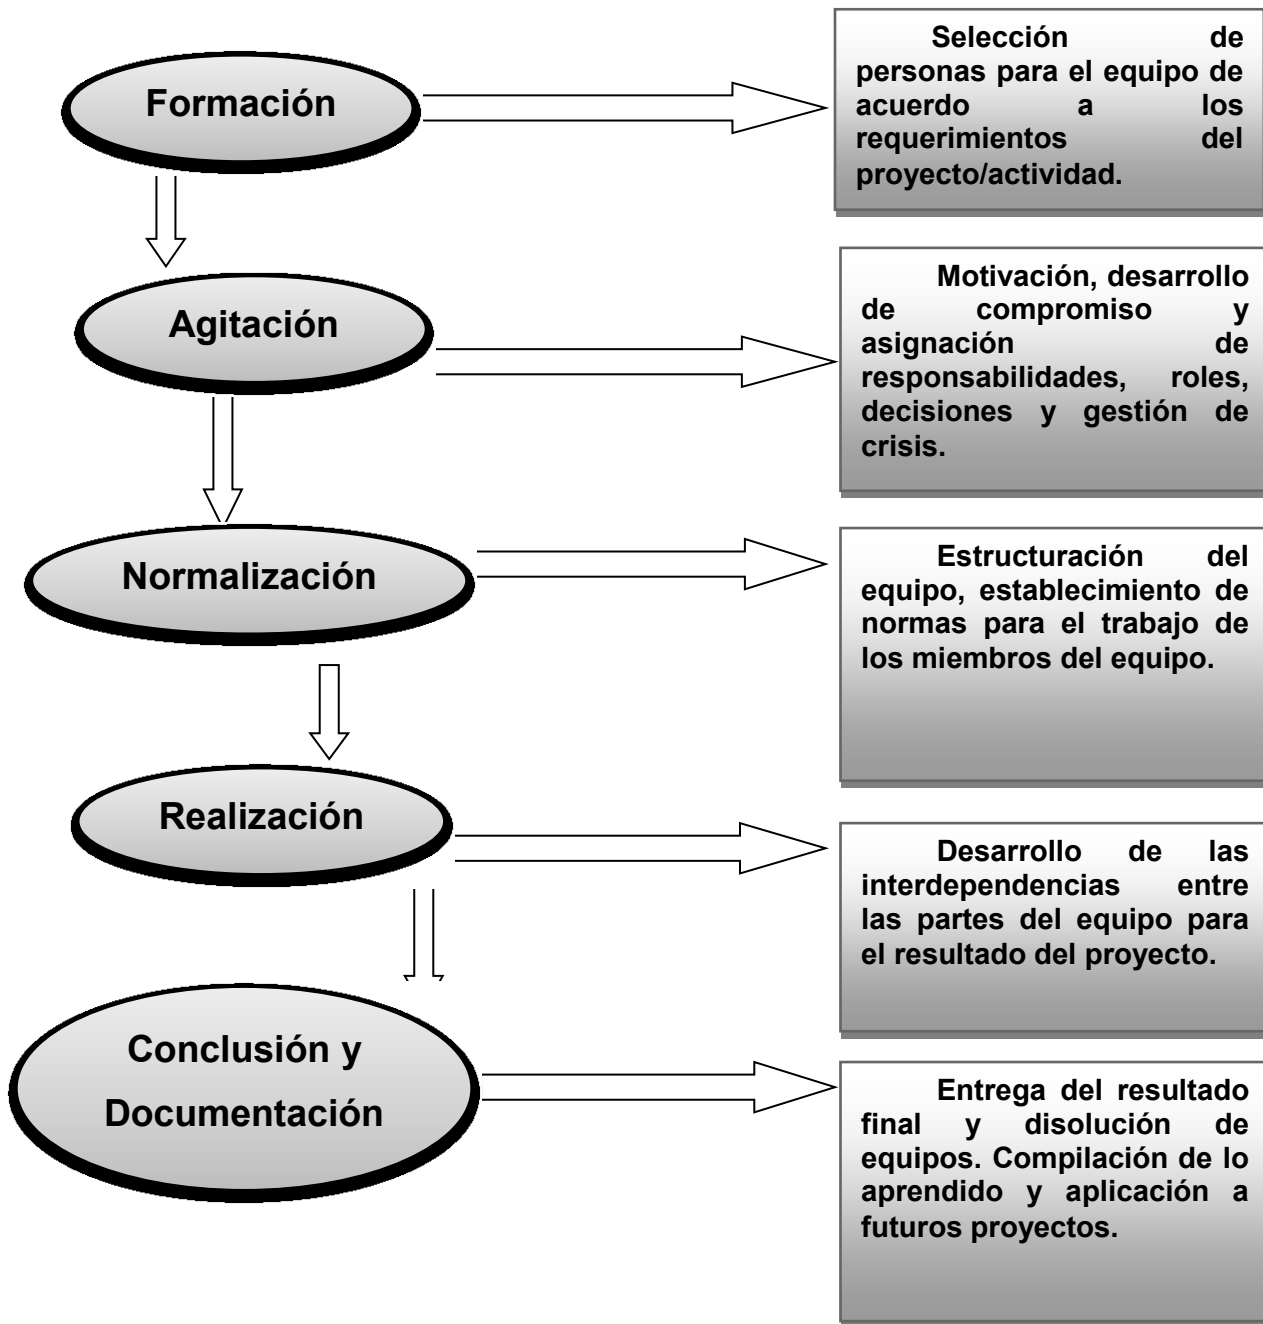 Formación
Selección de
personas para el equipo de
acuerdo a los
requerimientos del
proyecto/actividad.
Agitación
Motivación, desarrollo
de compromiso y
asignación de
responsabilidades, roles,
decisiones y gestión de
crisis.
Normalización
Estructuración del
equipo, establecimiento de
normas para el trabajo de
los miembros del equipo.
Realización
Desarrollo de las
interdependencias entre
las partes del equipo para
el resultado del proyecto.
Conclusión y
Documentación
Entrega del resultado
final y disolución de
equipos. Compilación de lo
aprendido y aplicación a
futuros proyectos.